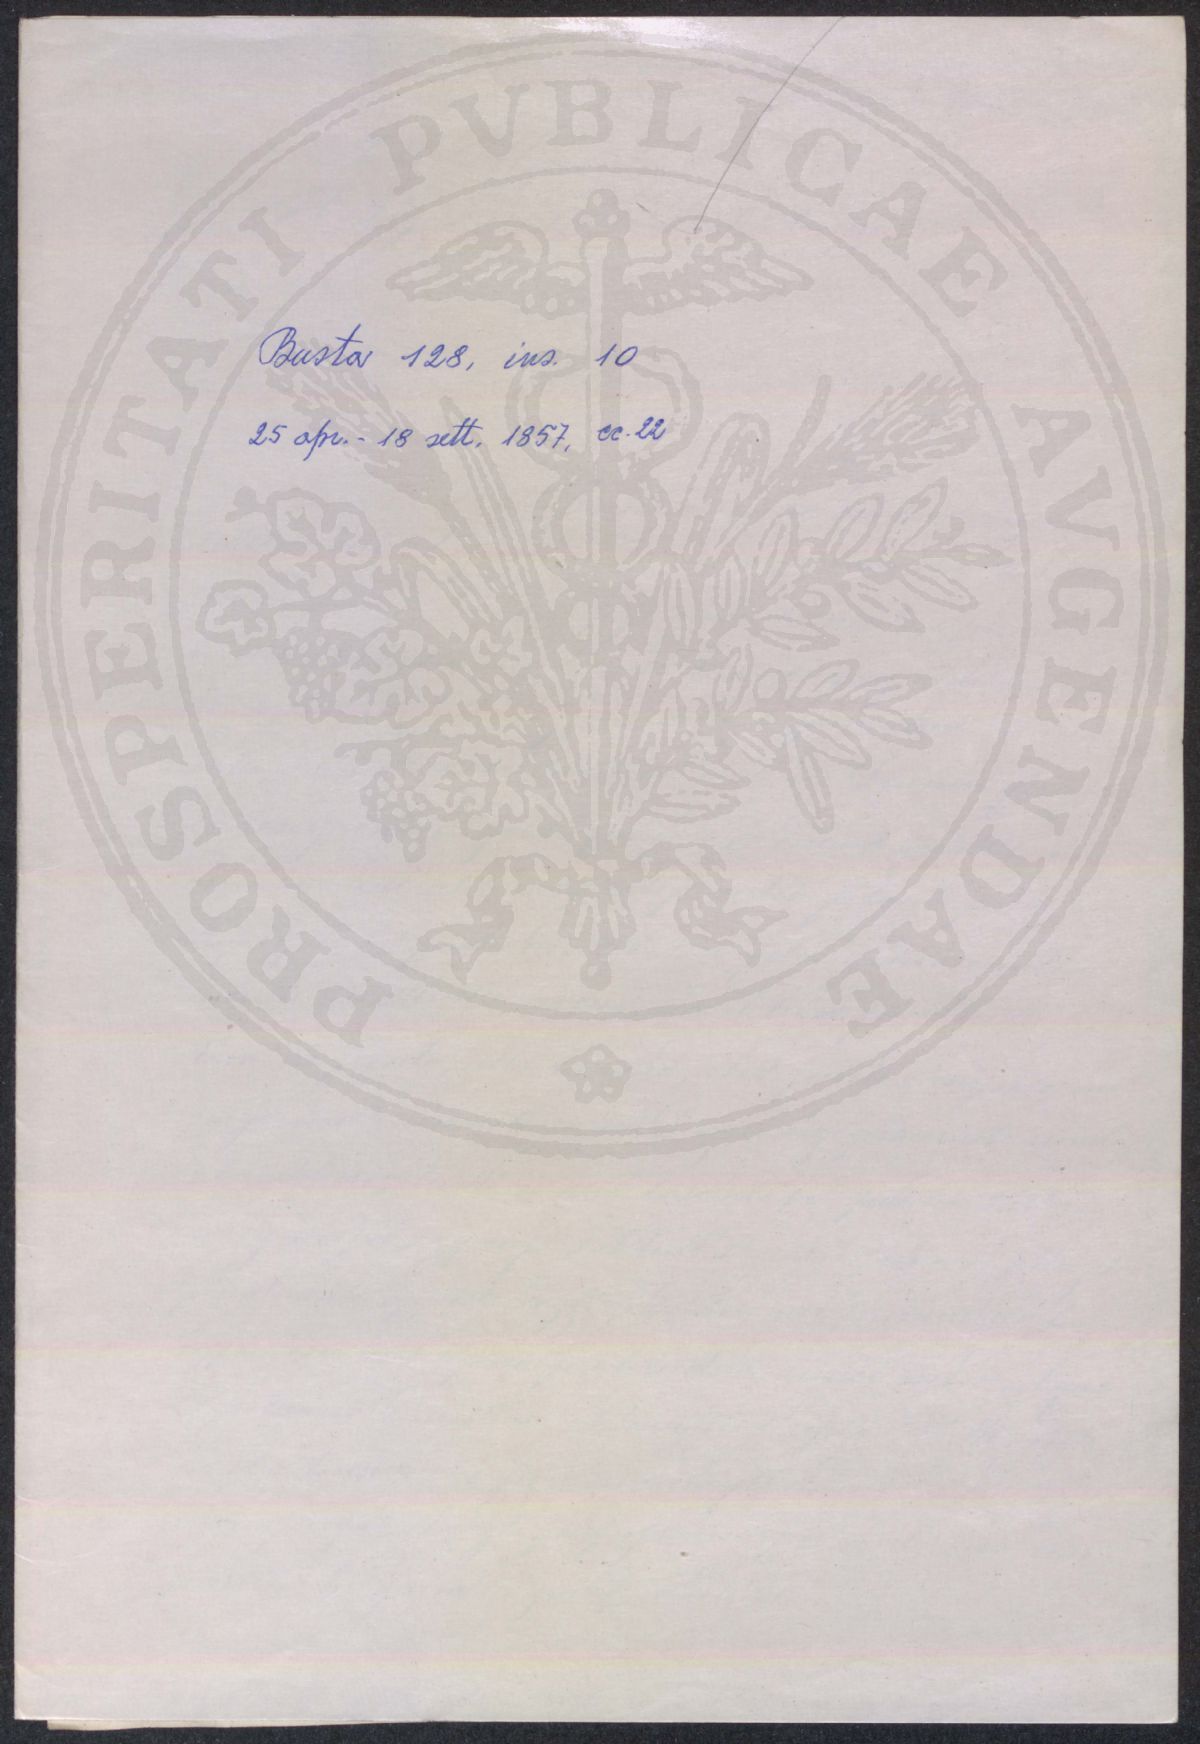 PROSPERITATI PVBLICAE AVGENDAE
Busta 128, ins. 10
25 apr. - 18 sett. 1857, cc. 22